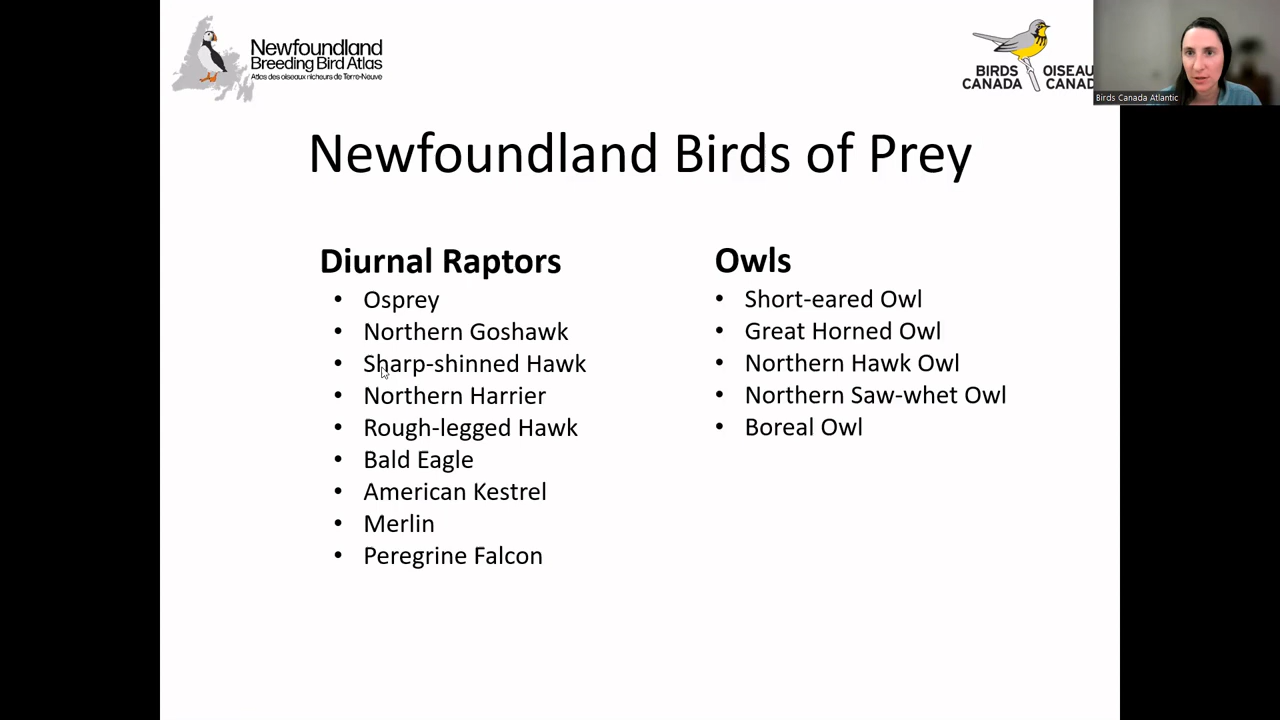 Newfoundland
Breeding Bird Atlas
Atlas des oiseaux nicheurs de Terre-Neuve
BIRDS
CANADA
OISEAU
CANAD
Birds Canada Atlantic
Newfoundland Birds of Prey
Diurnal Raptors
• Osprey
• Northern Goshawk
• Sharp-shinned Hawk
• Northern Harrier
• Rough-legged Hawk
• Bald Eagle
• American Kestrel
• Merlin
• Peregrine Falcon
Owls
• Short-eared Owl
• Great Horned Owl
• Northern Hawk Owl
• Northern Saw-whet Owl
• Boreal Owl